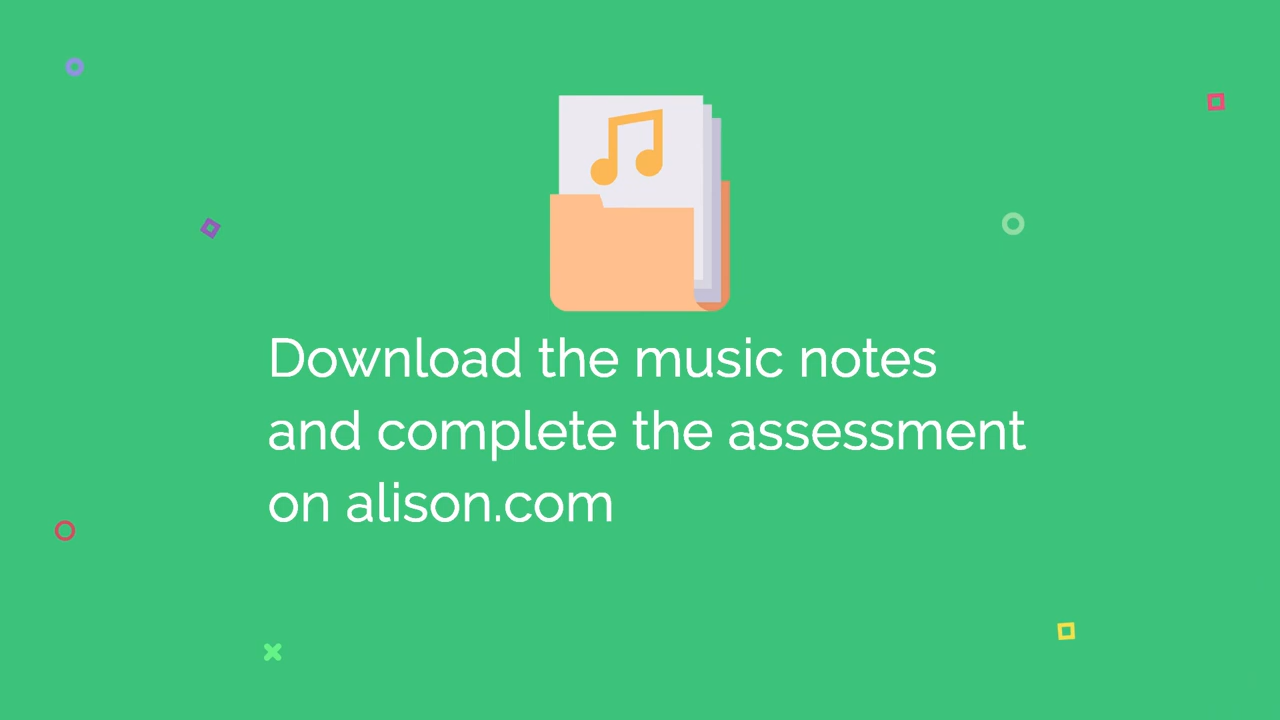 Download the music notes
and complete the assessment
on alison.com